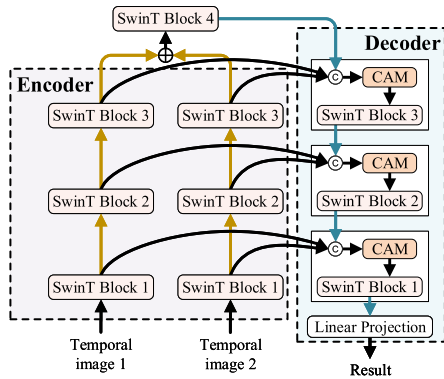 SwinT Block 4
Decoder
Encoder
C
CAM
SwinT Block 3
SwinT Block 3
SwinT Block 3
C
CAM
SwinT Block 2
SwinT Block 2
SwinT Block 2
C
CAM
SwinT Block 1
SwinT Block 1
SwinT Block 1
Linear Projection
Temporal
image 1
Temporal
image 2
Result